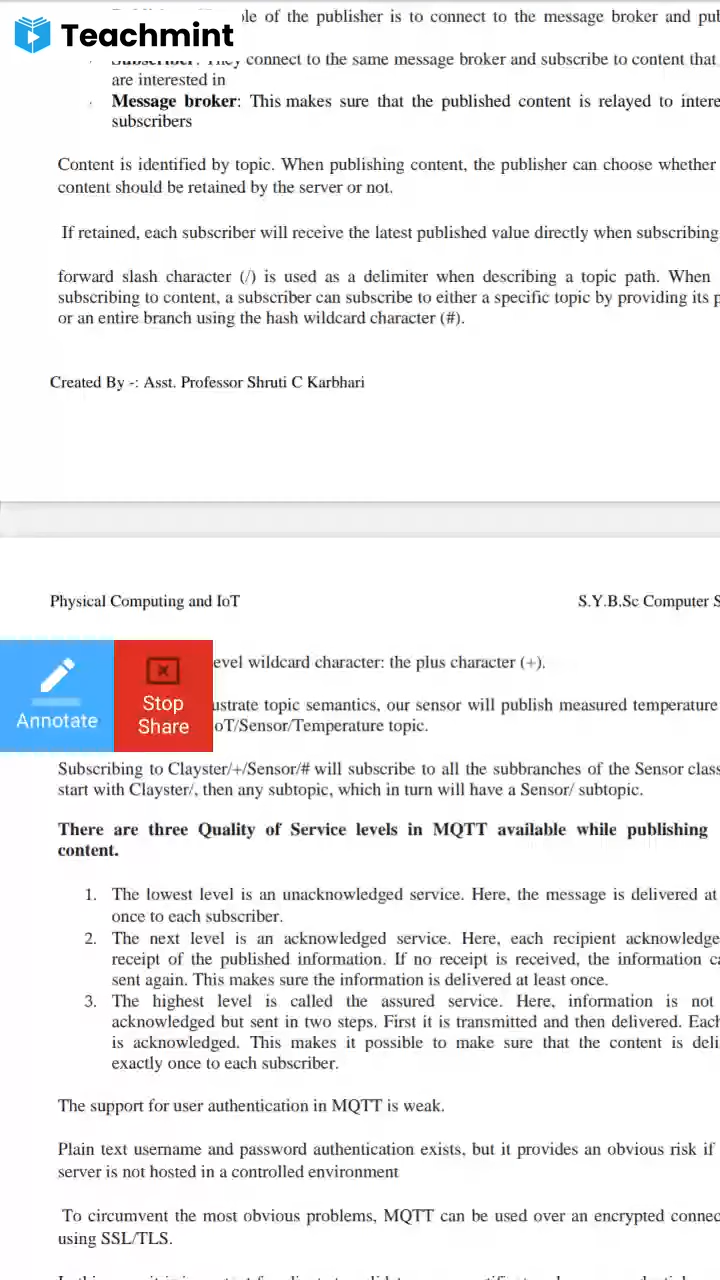 Teachmint
le of the publisher is to connect to the message broker and
connect to the same message broker and subscribe to content that
are interested in
Message broker: This makes sure that the published content is relayed to
subscribers
Content is identified by topic. When publishing content, the publisher can choose whether
content should be retained by the server or not.
If retained, each subscriber will receive the latest published value directly when subscribing
forward slash character (/) is used as a delimiter when describing a topic path. When
subscribing to content, a subscriber can subscribe to either a specific topic by providing its p
or an entire branch using the hash wildcard character (#).
Created By -: Asst. Professor Shruti C Karbhari
Physical Computing and IoT
S.Y.B.Sc Computer S
evel wildcard character: the plus character (+).
Annotate
Stop
Share
ustrate topic semantics, our sensor will publish measured temperature
oT/Sensor/Temperature topic.
Subscribing to Clayster/+/Sensor/# will subscribe to all the subbranches of the Sensor class
start with Clayster/, then any subtopic, which in turn will have a Sensor/ subtopic.
There are three Quality of Service levels in MQTT available while publishing
content.
1. The lowest level is an unacknowledged service. Here, the message is delivered at
once to each subscriber.
2. The next level is an acknowledged service. Here, each recipient acknowledge
receipt of the published information. If no receipt is received, the information ca
sent again. This makes sure the information is delivered at least once.
3. The highest level is called the assured service. Here, information is not
acknowledged but sent in two steps. First it is transmitted and then delivered. Each
is acknowledged. This makes it possible to make sure that the content is deli
exactly once to each subscriber.
The support for user authentication in MQTT is weak.
Plain text username and password authentication exists, but it provides an obvious risk if
server is not hosted in a controlled environment
To circumvent the most obvious problems, MQTT can be used over an encrypted connec
using SSL/TLS.